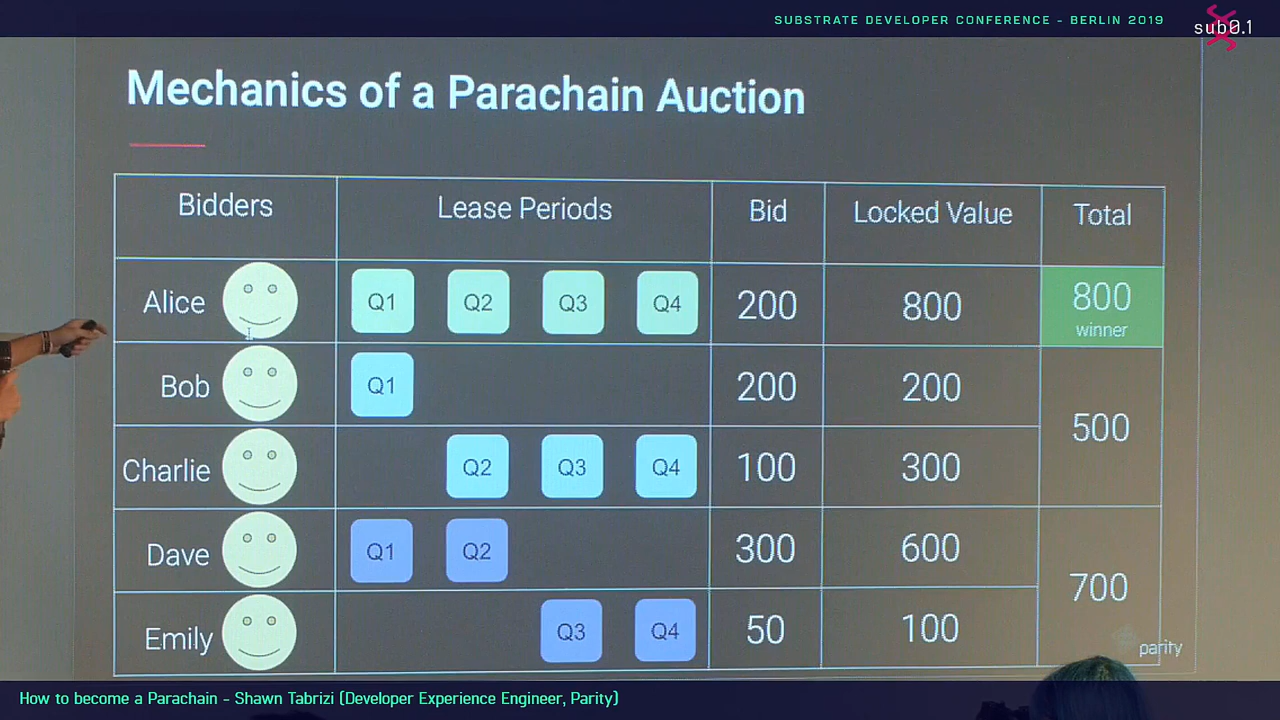 SUBSTRATE DEVELOPER CONFERENCE - BERLIN 2019
sub0.1
Mechanics of a Parachain Auction
Bidders Lease Periods Bid Locked Value Total
Alice Q1 Q2 Q3 Q4 200 800 800
winner
Bob Q1 200 200
500
Charlie Q2 Q3 Q4 100 300
Dave Q1 Q2 300 600
700
Emily Q3 Q4 50 100
parity
How to become a Parachain - Shawn Tabrizi (Developer Experience Engineer, Parity)